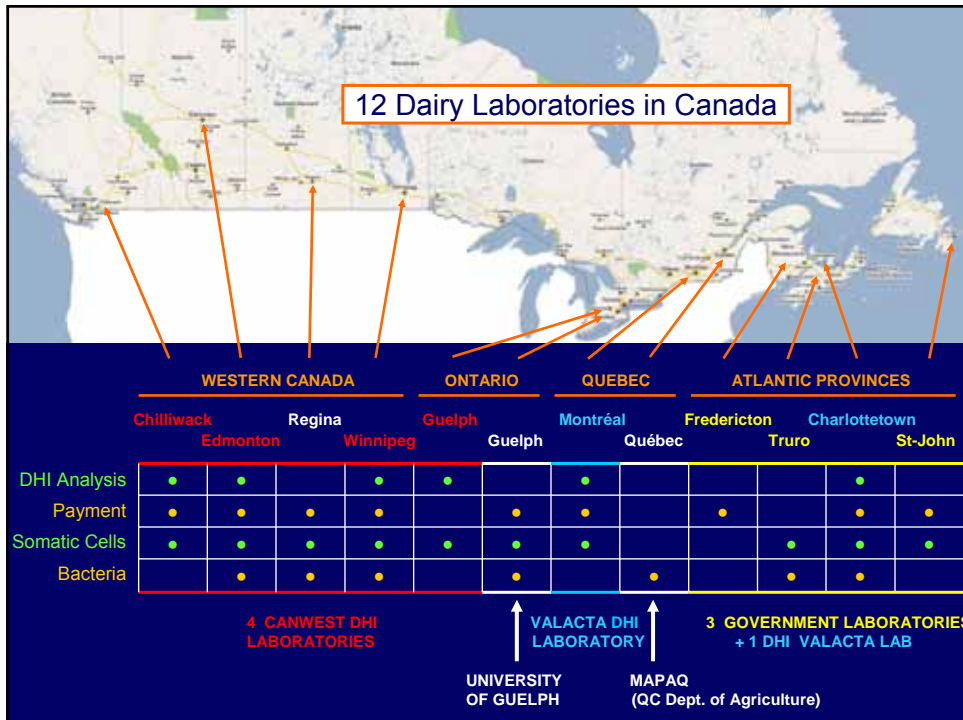 12 Dairy Laboratories in Canada
WESTERN CANADA
ONTARIO
QUEBEC
ATLANTIC PROVINCES
Chilliwack
Regina
Guelph
Montréal
Fredericton
Charlottetown
Edmonton
Winnipeg
Guelph
Québec
Truro
St-John
DHI Analysis ● ● ● ● ● ●
Payment ● ● ● ● ● ● ● ● ●
Somatic Cells ● ● ● ● ● ● ● ● ● ●
Bacteria ● ● ● ● ● ● ●
4 CANWEST DHI
LABORATORIES
VALACTA DHI
LABORATORY
3 GOVERNMENT LABORATORIES
+ 1 DHI VALACTA LAB
UNIVERSITY
OF GUELPH
MAPAQ
(QC Dept. of Agriculture)